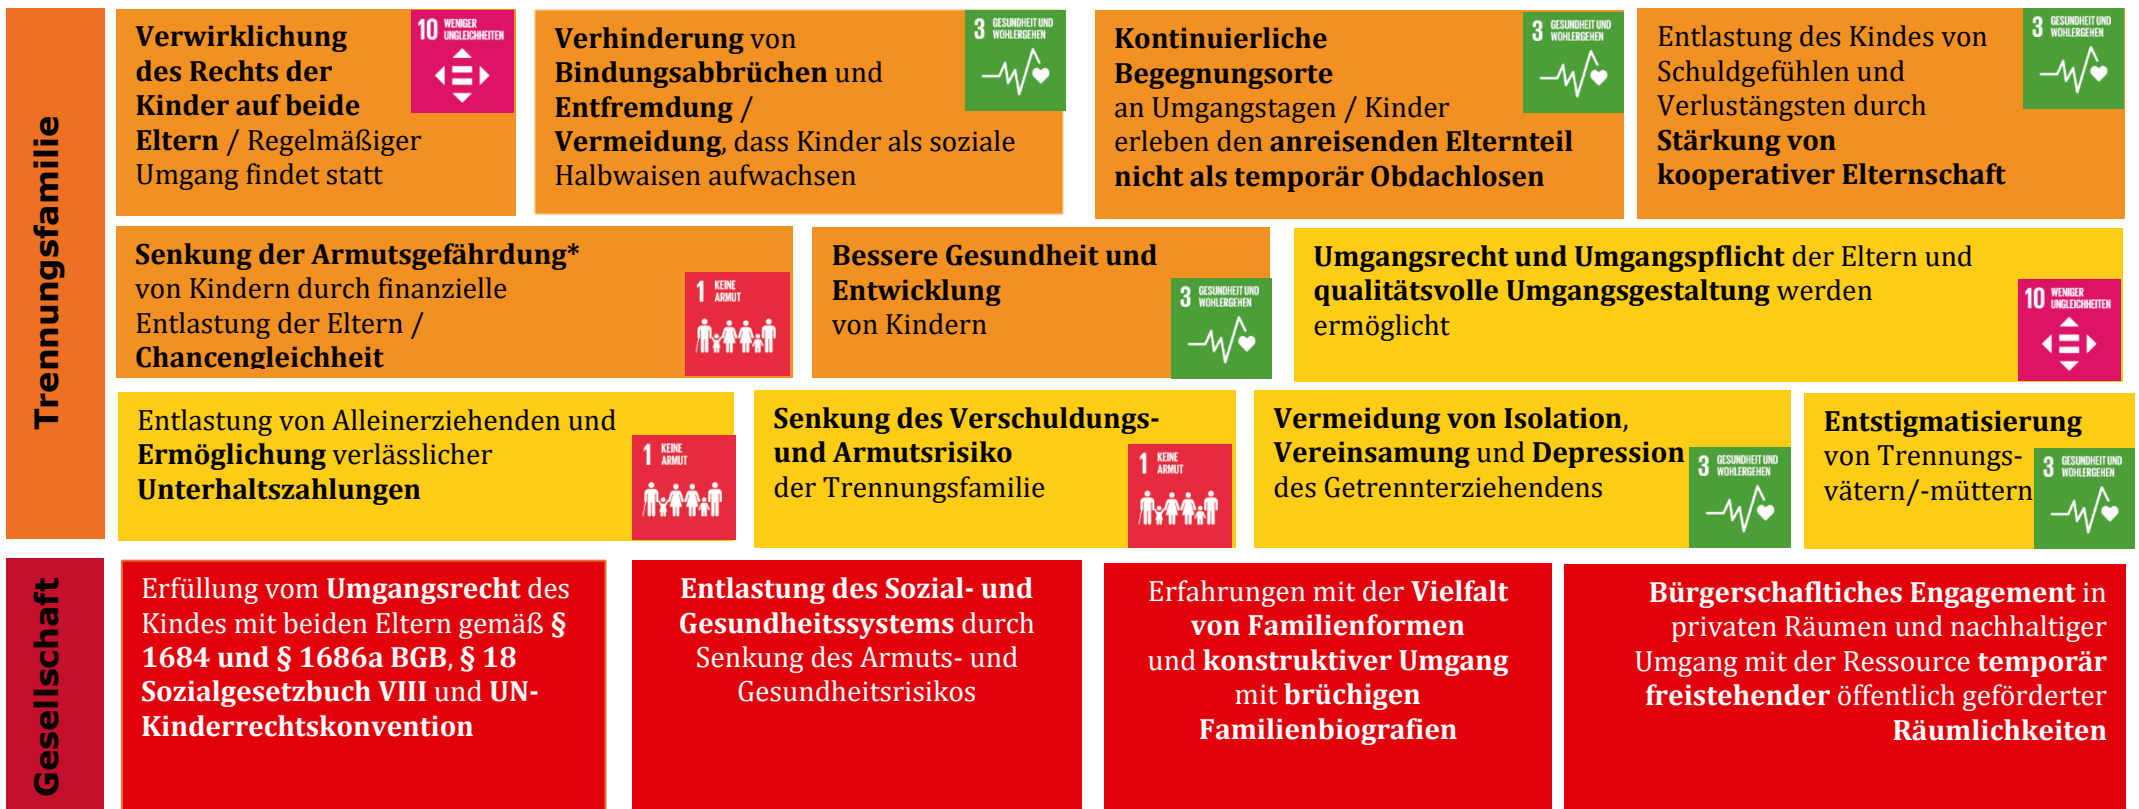 Trennungsfamilie
Verwirklichung
des Rechts der
Kinder auf beide
Eltern / Regelmäßiger
Umgang findet statt
10 WENIGER
UNGLEICHHEITEN
Verhinderung von
Bindungsabbrüchen und
Entfremdung /
Vermeidung, dass Kinder als soziale
Halbwaisen aufwachsen
3 GESUNDHEIT UND
WOHLERGEHEN
Kontinuierliche
Begegnungsorte
an Umgangstagen / Kinder
erleben den anreisenden Elternteil
nicht als temporär Obdachlosen
3 GESUNDHEIT UND
WOHLERGEHEN
Entlastung des Kindes von
Schuldgefühlen und
Verlustängsten durch
Stärkung von
kooperativer Elternschaft
3 GESUNDHEIT UND
WOHLERGEHEN
Senkung der Armutsgefährdung*
von Kindern durch finanzielle
Entlastung der Eltern /
Chancengleichheit
1 KEINE
ARMUT
Bessere Gesundheit und
Entwicklung
von Kindern
3 GESUNDHEIT UND
WOHLERGEHEN
Umgangsrecht und Umgangspflicht der Eltern und
qualitätsvolle Umgangsgestaltung werden
ermöglicht
10 WENIGER
UNGLEICHHEITEN
Entlastung von Alleinerziehenden und
Ermöglichung verlässlicher
Unterhaltszahlungen
1 KEINE
ARMUT
Senkung des Verschuldungs-
und Armutsrisiko
der Trennungsfamilie
1 KEINE
ARMUT
Vermeidung von Isolation,
Vereinsamung und Depression
des Getrennterziehendens
3 GESUNDHEIT UND
WOHLERGEHEN
Entstigmatisierung
von Trennungs-
vätern/-müttern
3 GESUNDHEIT UND
WOHLERGEHEN
Gesellschaft
Erfüllung vom Umgangsrecht des
Kindes mit beiden Eltern gemäß §
1684 und § 1686a BGB, § 18
Sozialgesetzbuch VIII und UN-
Kinderrechtskonvention
Entlastung des Sozial- und
Gesundheitssystems durch
Senkung des Armuts- und
Gesundheitsrisikos
Erfahrungen mit der Vielfalt
von Familienformen
und konstruktiver Umgang
mit brüchigen
Familienbiografien
Bürgerschafltiches Engagement in
privaten Räumen und nachhaltiger
Umgang mit der Ressource temporär
freistehender öffentlich geförderter
Räumlichkeiten